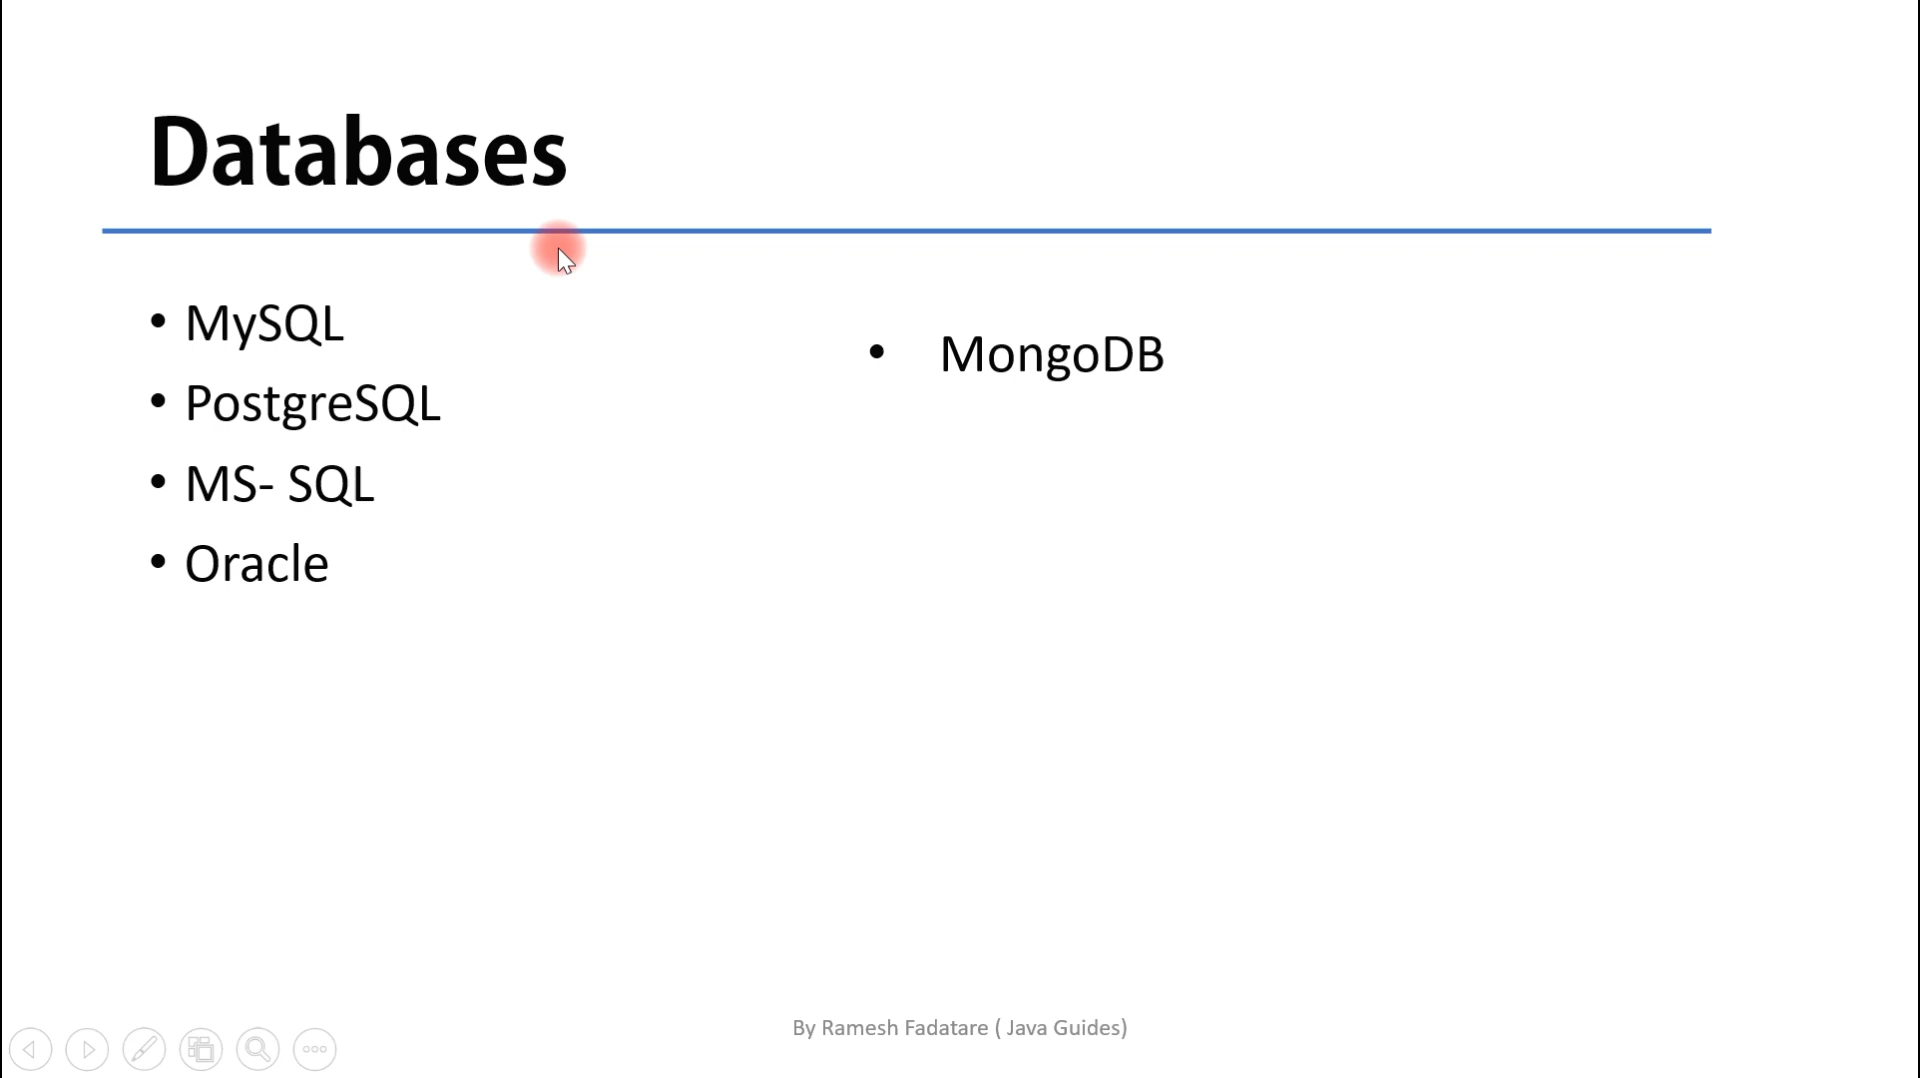 Databases
• MySQL
• PostgreSQL
• MS- SQL
• Oracle
• MongoDB
By Ramesh Fadatare ( Java Guides)